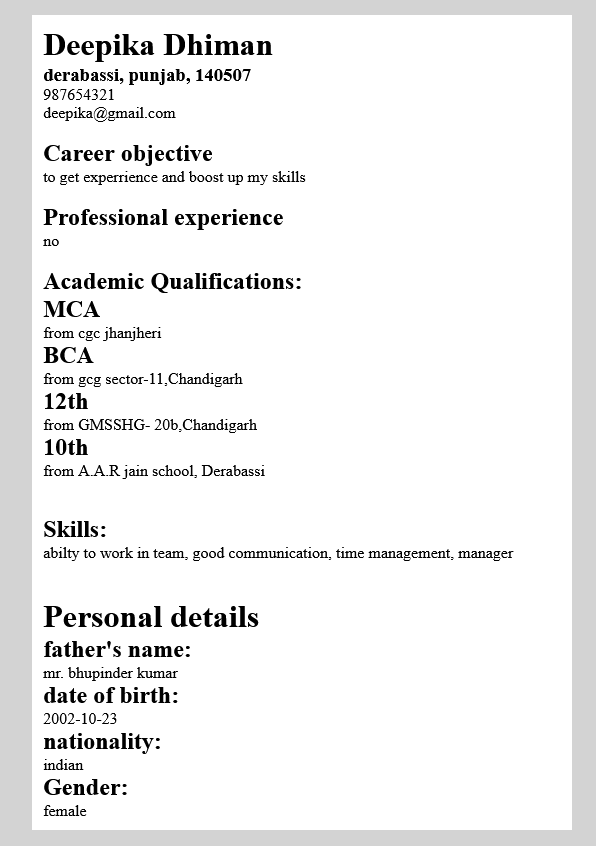 Deepika Dhiman
derabassi, punjab, 140507
987654321
deepika@gmail.com
Career objective
to get experrience and boost up my skills
Professional experience
no
Academic Qualifications:
MCA
from cgc jhanjheri
BCA
from gcg sector-11,Chandigarh
12th
from GMSSHG- 20b,Chandigarh
10th
from A.A.R jain school, Derabassi
Skills:
abilty to work in team, good communication, time management, manager
Personal details
father's name:
mr. bhupinder kumar
date of birth:
2002-10-23
nationality:
indian
Gender:
female